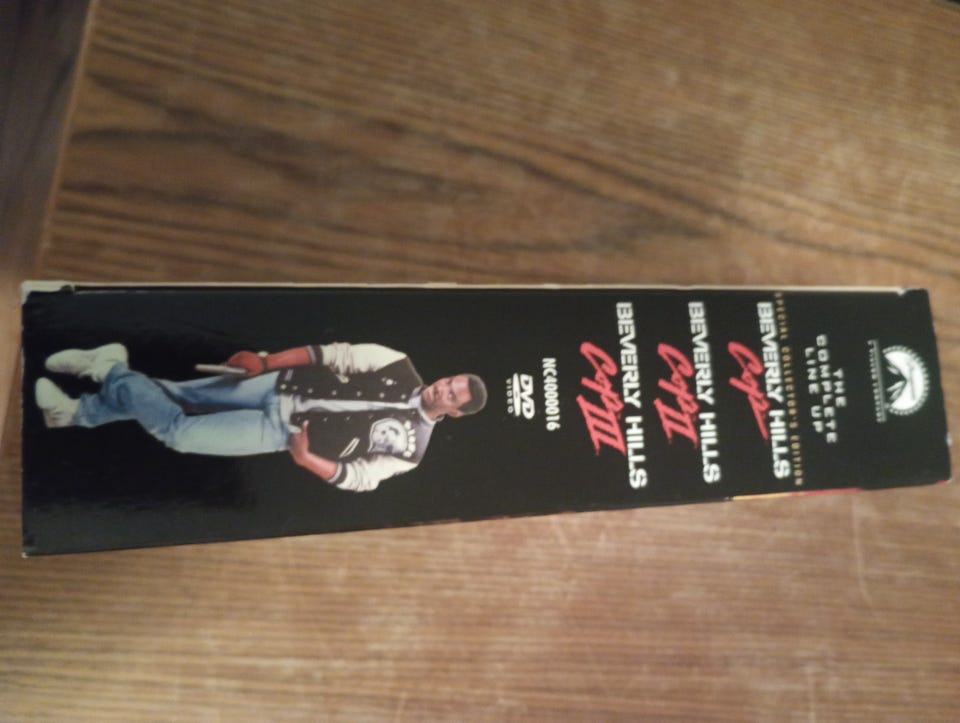 THE
COMPLETE
LINE UP
SPECIAL COLLECTOR'S EDITION
BEVERLY HILLS
Cop
BEVERLY HILLS
Cop II
BEVERLY HILLS
Cop III
NC4000016
DVD
VIDEO